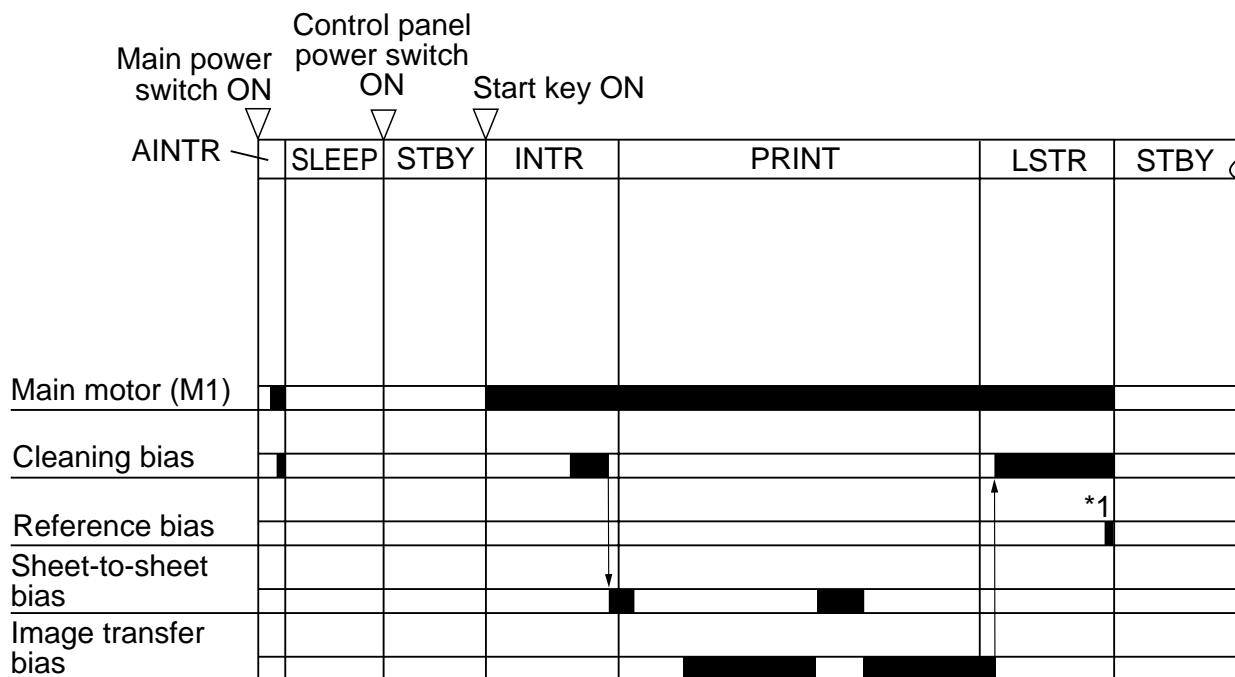 Main power
switch ON
Control panel
power switch
ON
Start key ON
AINTR
SLEEP
STBY
INTR
PRINT
LSTR
STBY
Main motor (M1)
Cleaning bias
*1
Reference bias
Sheet-to-sheet
bias
Image transfer
bias